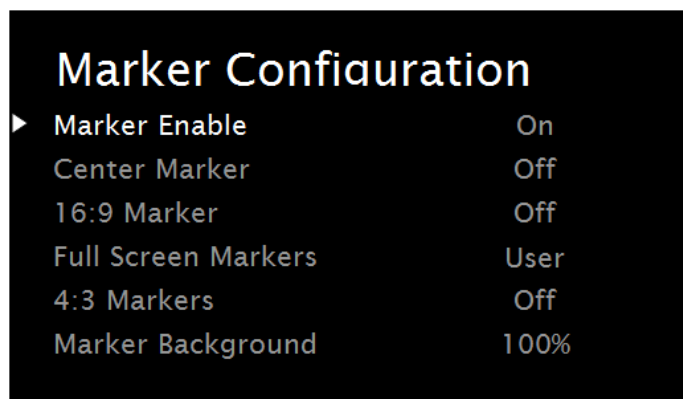 Marker Configuration
Marker Enable On
Center Marker Off
16:9 Marker Off
Full Screen Markers User
4:3 Markers Off
Marker Background 100%